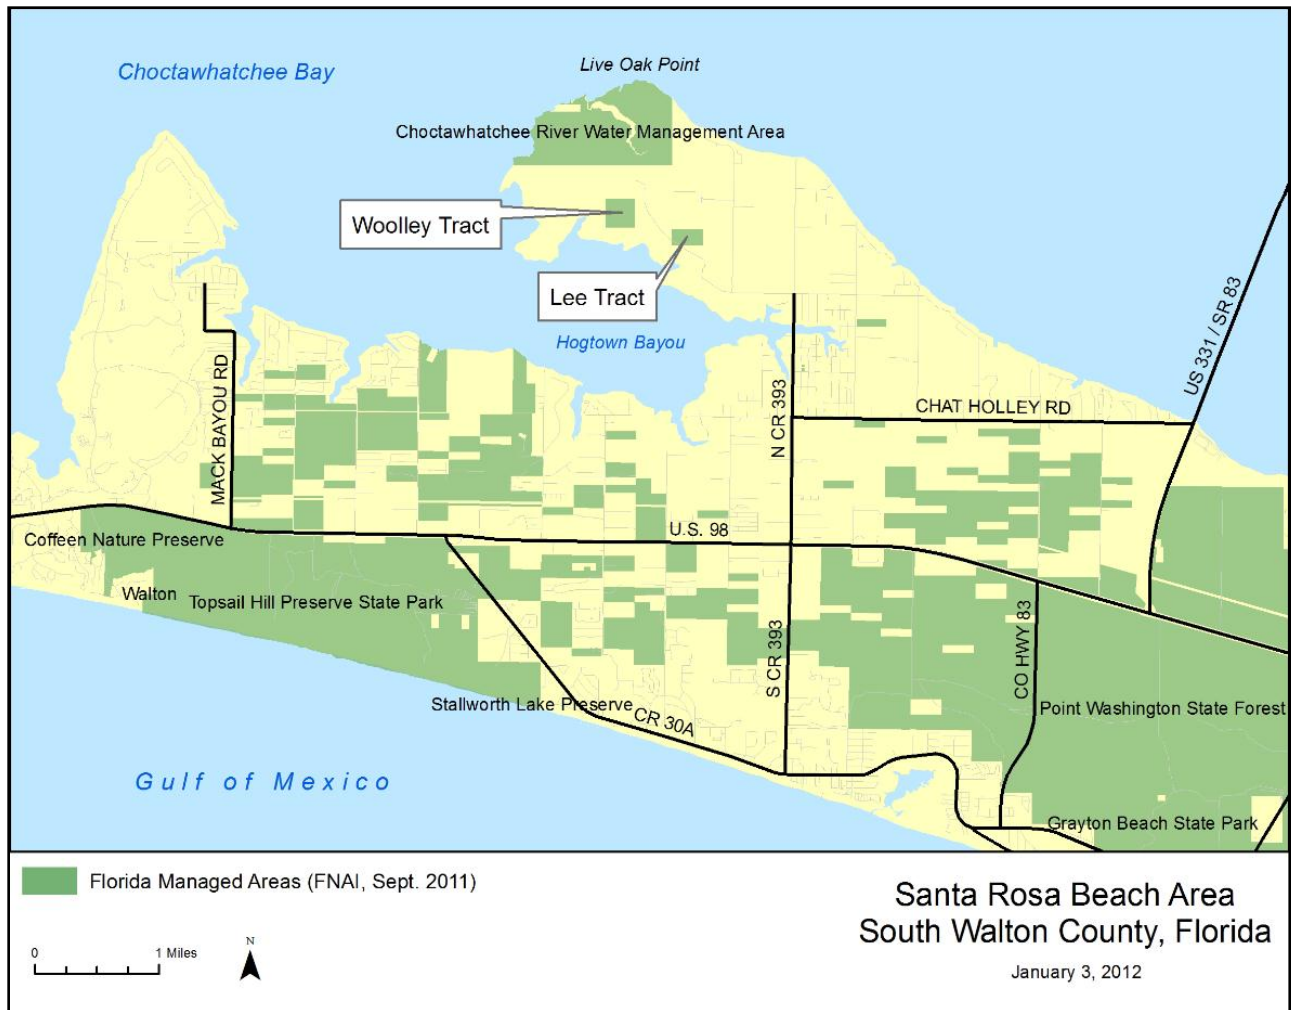 Choctawhatchee Bay
Live Oak Point
Choctawhatchee River Water Management Area
Woolley Tract
Lee Tract
Hogtown Bayou
US 331 / SR 83
MACK BAYOU RD
N CR 393
CHAT HOLLEY RD
U.S. 98
Coffeen Nature Preserve
Walton
Topsail Hill Preserve State Park
S CR 393
CO HWY 83
Stallworth Lake Preserve
CR 30A
Point Washington State Forest
Gulf of Mexico
Grayton Beach State Park
Florida Managed Areas (FNAI, Sept. 2011)
Santa Rosa Beach Area
South Walton County, Florida
January 3, 2012
0
1 Miles
N